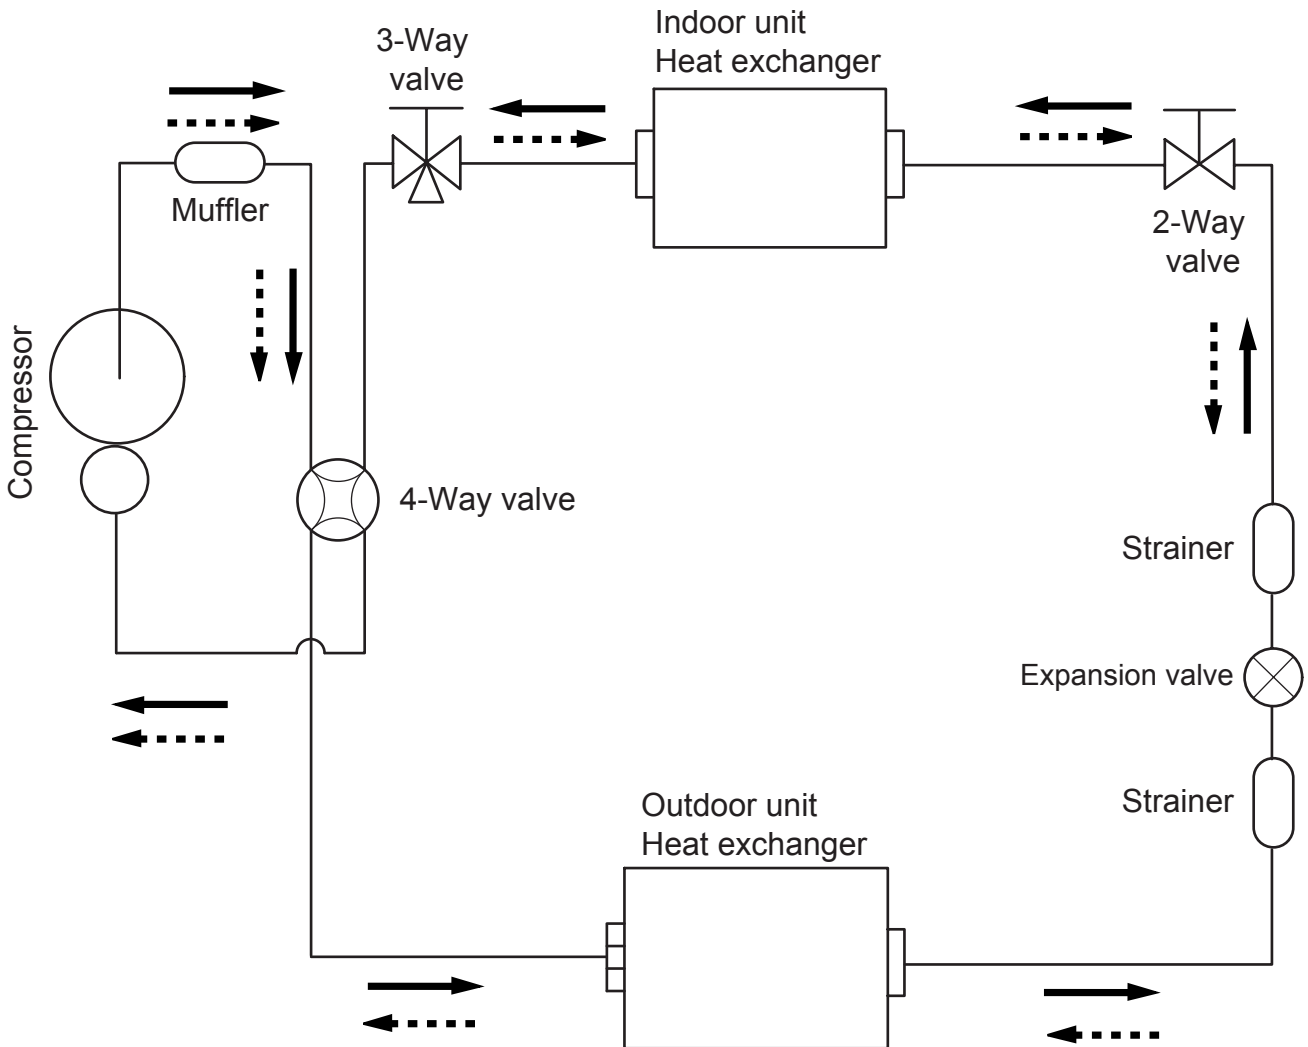 Indoor unit
Heat exchanger
3-Way
valve
Muffler
2-Way
valve
Compressor
4-Way valve
Strainer
Expansion valve
Strainer
Outdoor unit
Heat exchanger